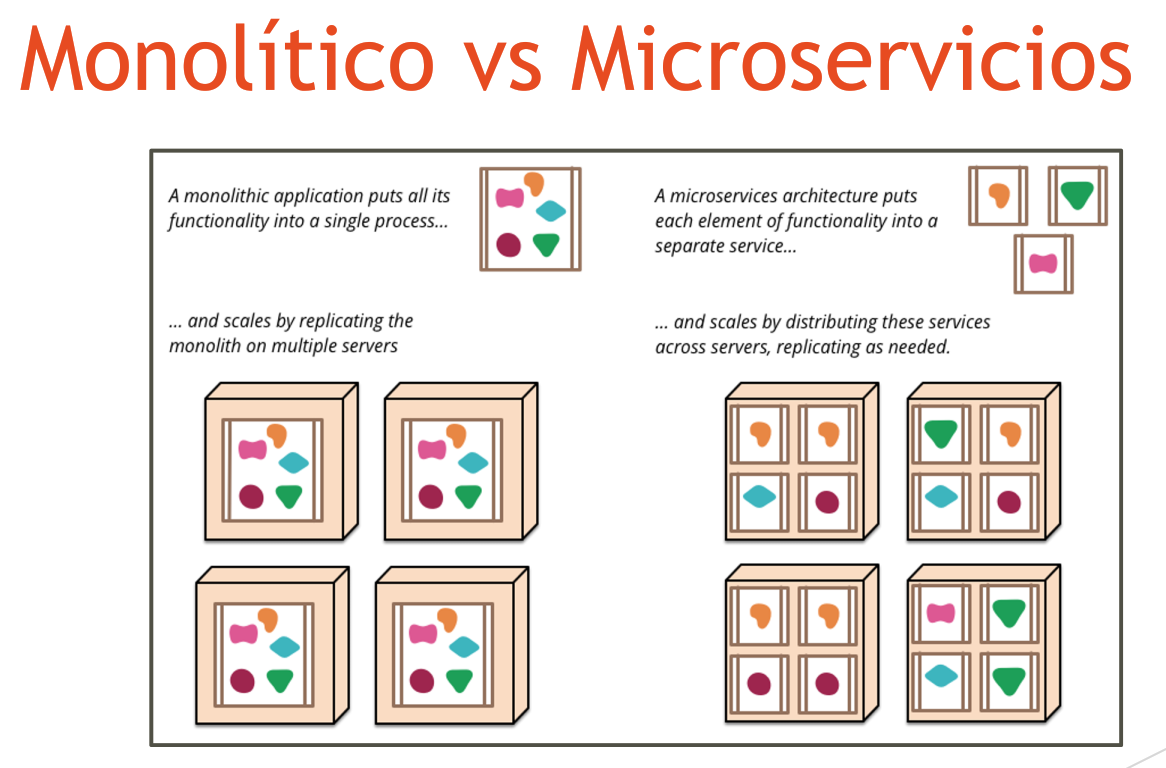 Monolítico vs Microservicios
A monolithic application puts all its
functionality into a single process...
... and scales by replicating the
monolith on multiple servers
A microservices architecture puts
each element of functionality into a
separate service...
... and scales by distributing these services
across servers, replicating as needed.